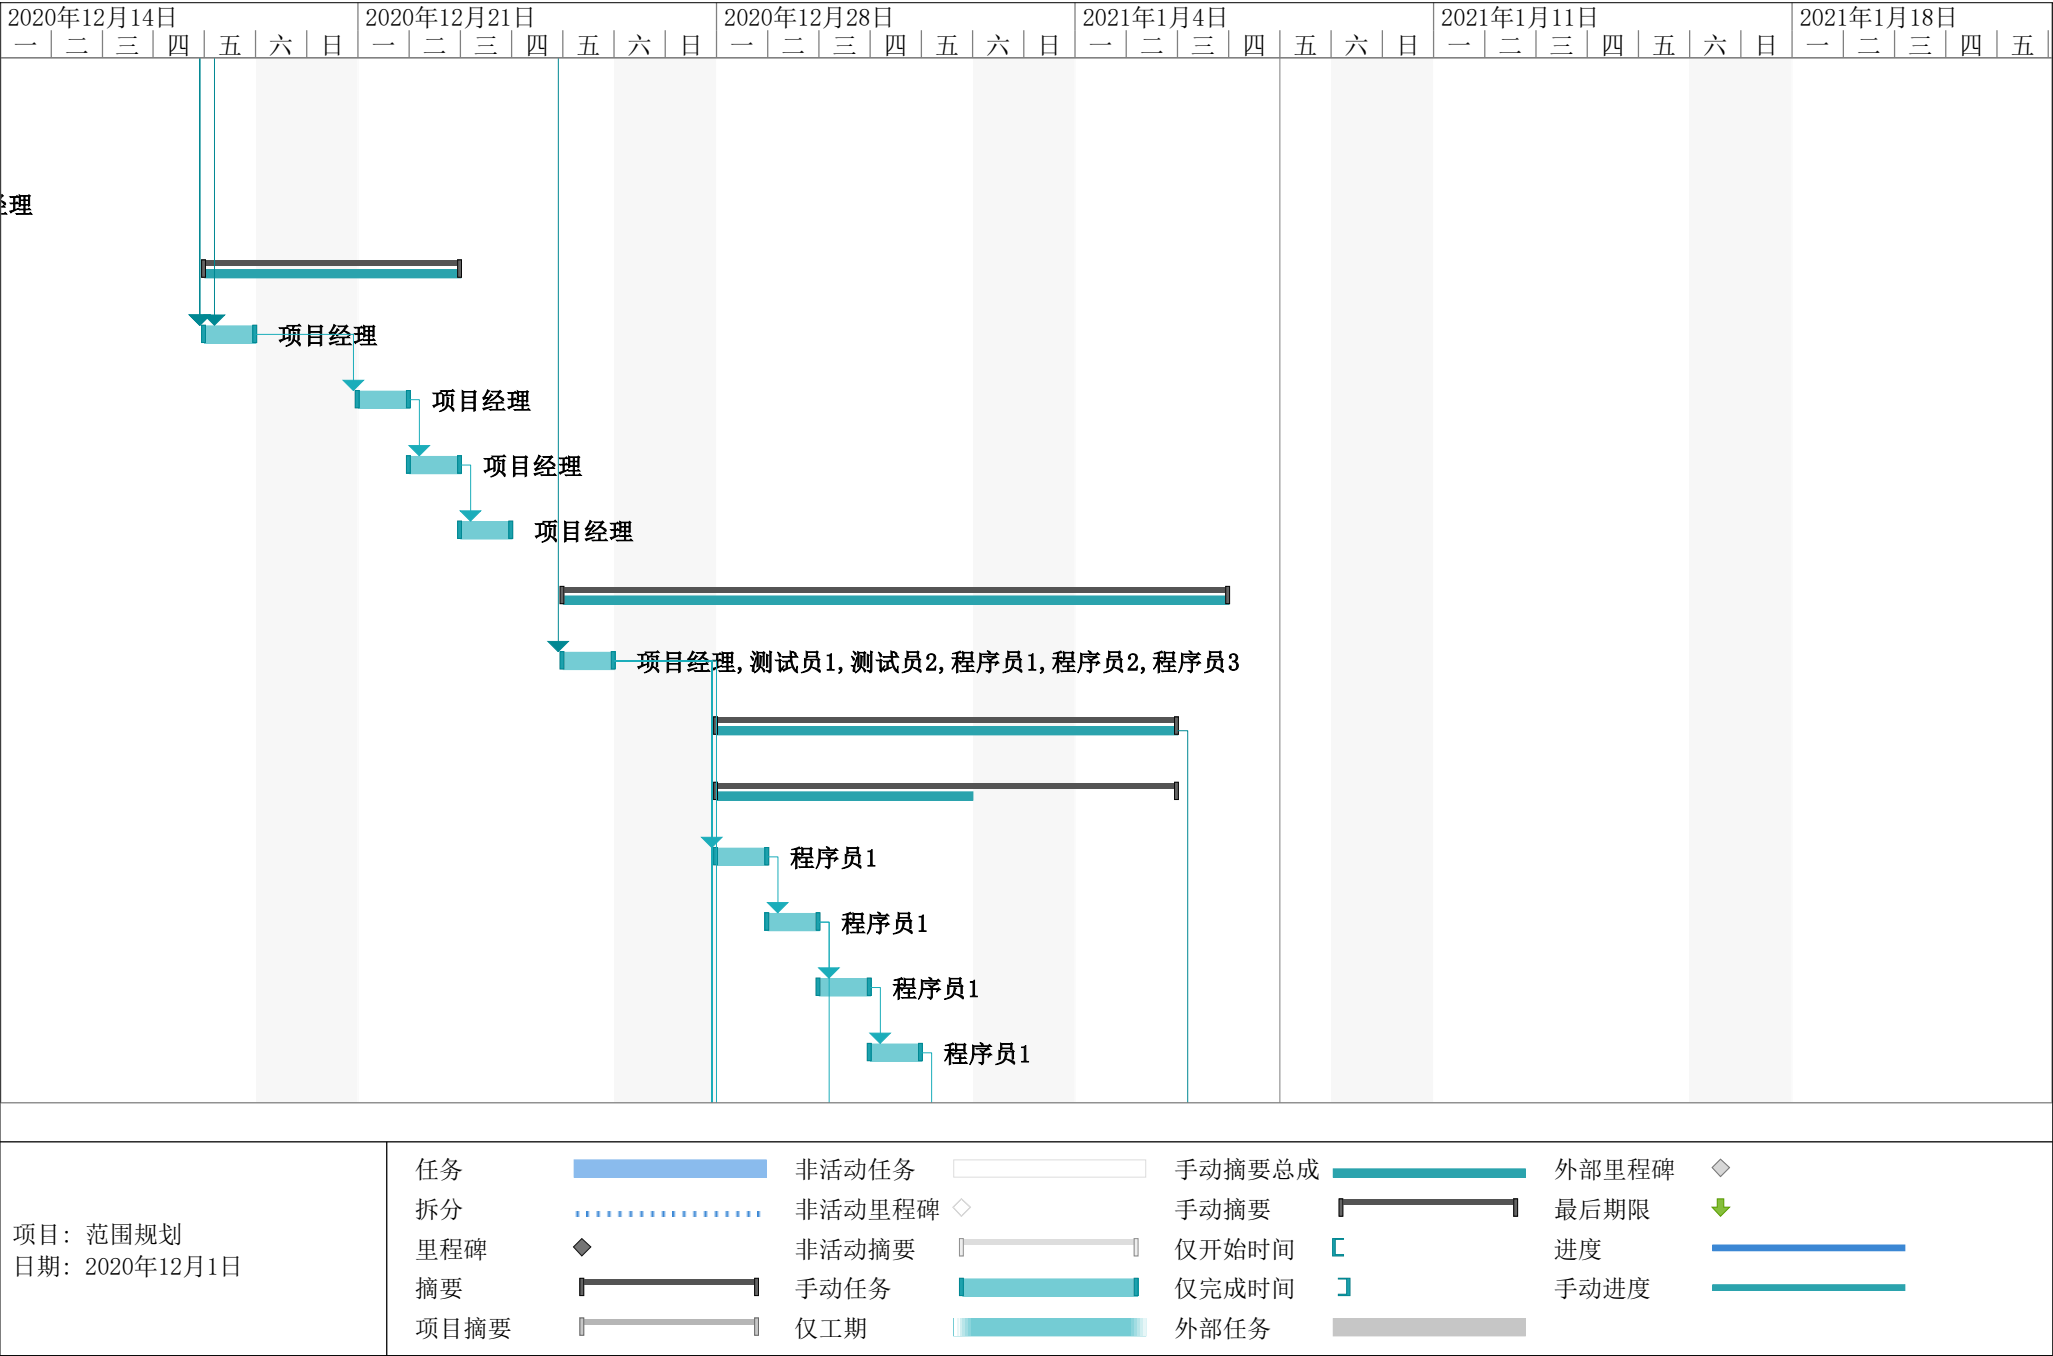 2020年12月14日 2020年12月21日 2020年12月28日 2021年1月4日 2021年1月11日 2021年1月18日
一 二 三 四 五 六 日 一 二 三 四 五 六 日 一 二 三 四 五 六 日 一 二 三 四 五 六 日 一 二 三 四 五 六 日 一 二 三 四 五
理
项目经理
项目经理
项目经理
项目经理
项目经理,测试员1,测试员2,程序员1,程序员2,程序员3
程序员1
程序员1
程序员1
程序员1
项目: 范围规划
日期: 2020年12月1日
任务 非活动任务 手动摘要总成 外部里程碑
拆分 非活动里程碑 手动摘要 最后期限
里程碑 非活动摘要 仅开始时间 进度
摘要 手动任务 仅完成时间 手动进度
项目摘要 仅工期 外部任务